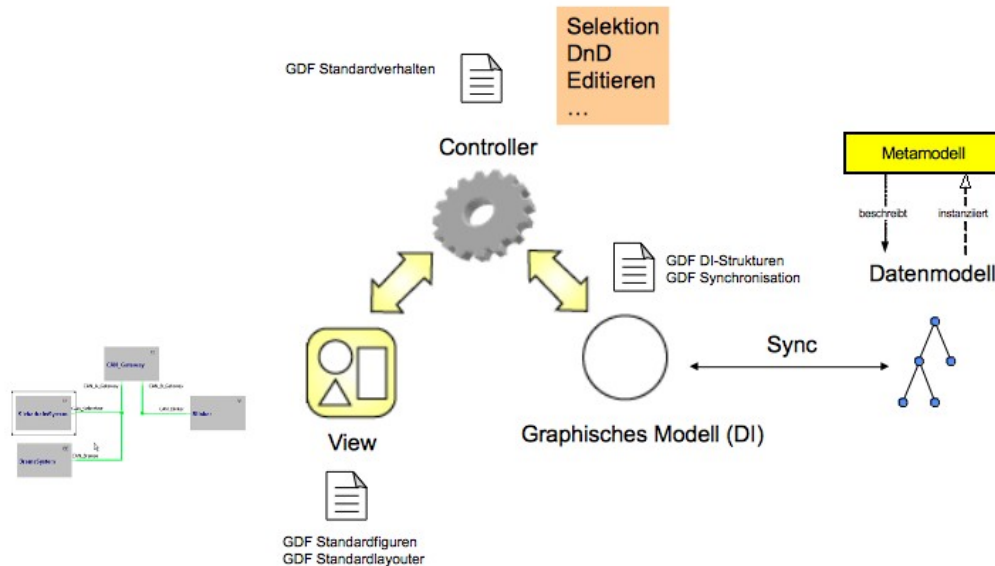 Selektion
DnD
Editieren
...
GDF Standardverhalten
Controller
Metamodell
beschreibt
instanziiert
GDF DI-Strukturen
GDF Synchronisation
Datenmodell
Sync
CAN_Gateway
View
Graphisches Modell (DI)
GDF Standardfiguren
GDF Standardlayouter